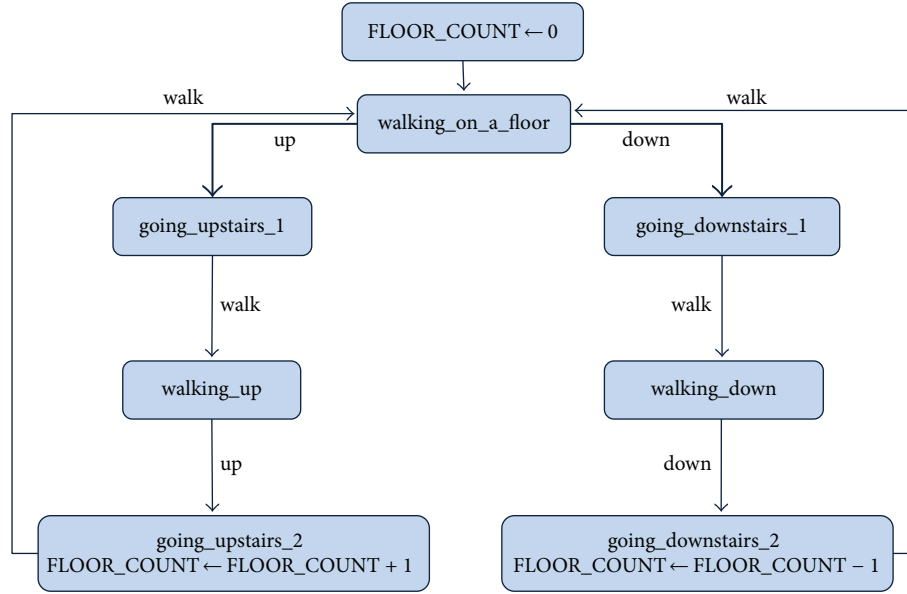 FLOOR_COUNT ← 0
walk
walk
walking_on_a_floor
up
down
going_upstairs_1
going_downstairs_1
walk
walk
walking_up
walking_down
up
down
going_upstairs_2
FLOOR_COUNT ← FLOOR_COUNT + 1
going_downstairs_2
FLOOR_COUNT ← FLOOR_COUNT − 1